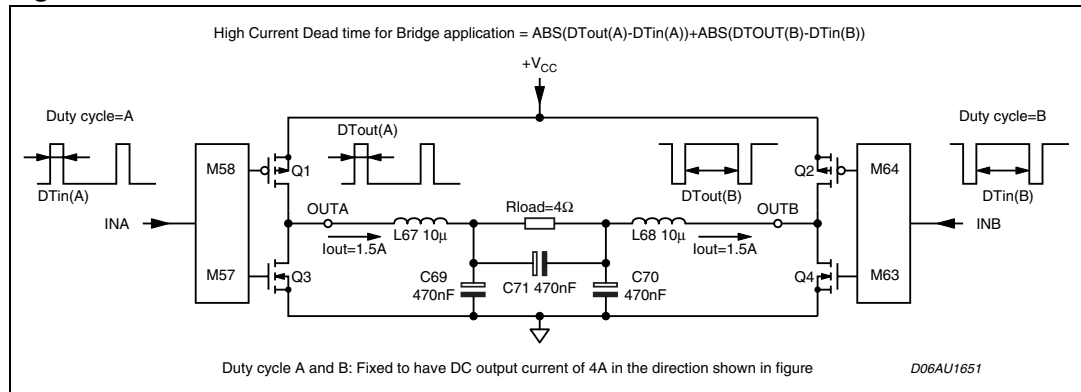 High Current Dead time for Bridge application = ABS(DTout(A)-DTin(A))+ABS(DTOUT(B)-DTin(B))
+VCC
Duty cycle=A
DTin(A)
INA
M58
M57
Q1
Q3
DTout(A)
OUTA
Iout=1.5A
L67 10μ
Rload=4Ω
C69
470nF
C71 470nF
C70
470nF
L68 10μ
Iout=1.5A
DTout(B)
OUTB
Q2
Q4
M64
M63
Duty cycle=B
DTin(B)
INB
Duty cycle A and B: Fixed to have DC output current of 4A in the direction shown in figure
D06AU1651